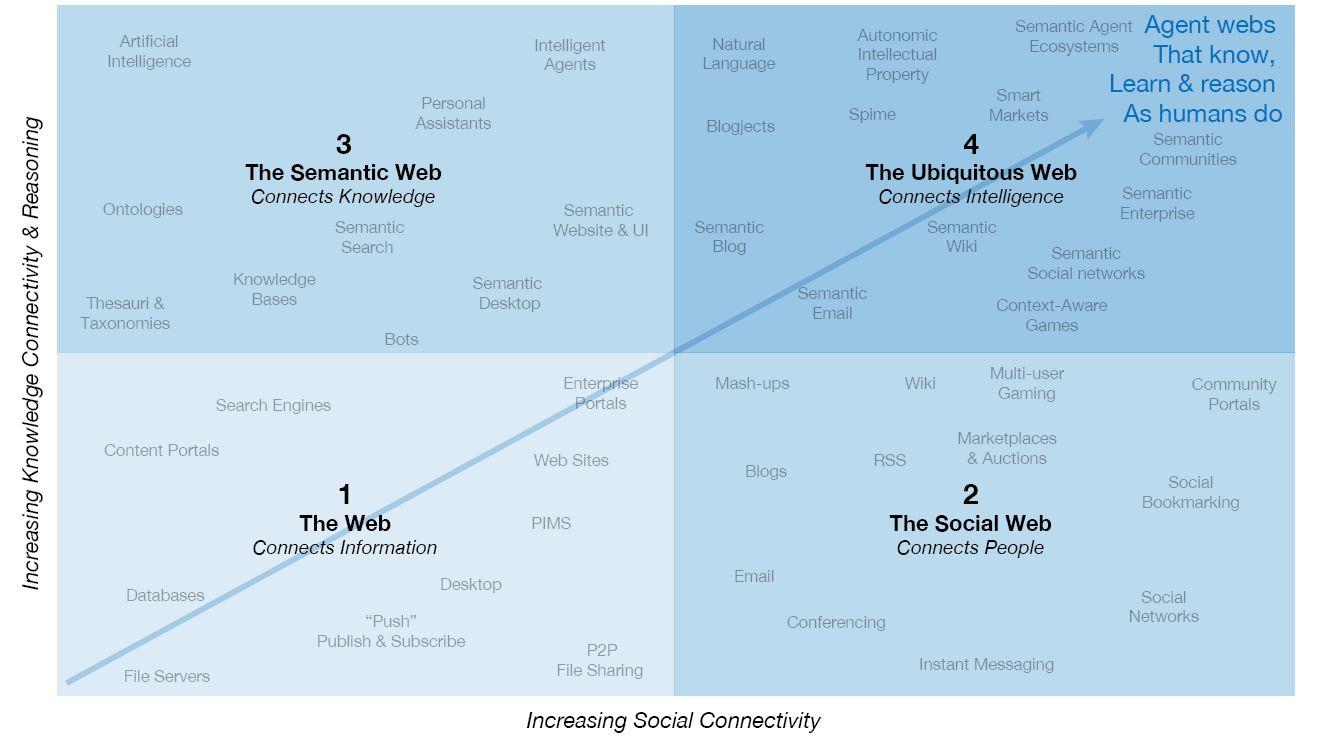 Increasing Knowledge Connectivity & Reasoning
Artificial
Intelligence
Intelligent
Agents
Personal
Assistants
3
The Semantic Web
Connects Knowledge
Ontologies
Semantic
Search
Semantic
Website & UI
Knowledge
Bases
Semantic
Desktop
Thesauri &
Taxonomies
Bots
Natural
Language
Autonomic
Intellectual
Property
Semantic Agent
Ecosystems
Agent webs
That know,
Learn & reason
As humans do
Blogjects
Spime
Smart
Markets
4
The Ubiquitous Web
Connects Intelligence
Semantic
Communities
Semantic
Enterprise
Semantic
Blog
Semantic
Wiki
Semantic
Social networks
Semantic
Email
Context-Aware
Games
Search Engines
Enterprise
Portals
Content Portals
Web Sites
1
The Web
Connects Information
PIMS
Databases
Desktop
“Push”
Publish & Subscribe
P2P
File Sharing
File Servers
Mash-ups
Wiki
Multi-user
Gaming
Community
Portals
Blogs
RSS
Marketplaces
& Auctions
2
The Social Web
Connects People
Social
Bookmarking
Email
Conferencing
Social
Networks
Instant Messaging
Increasing Social Connectivity